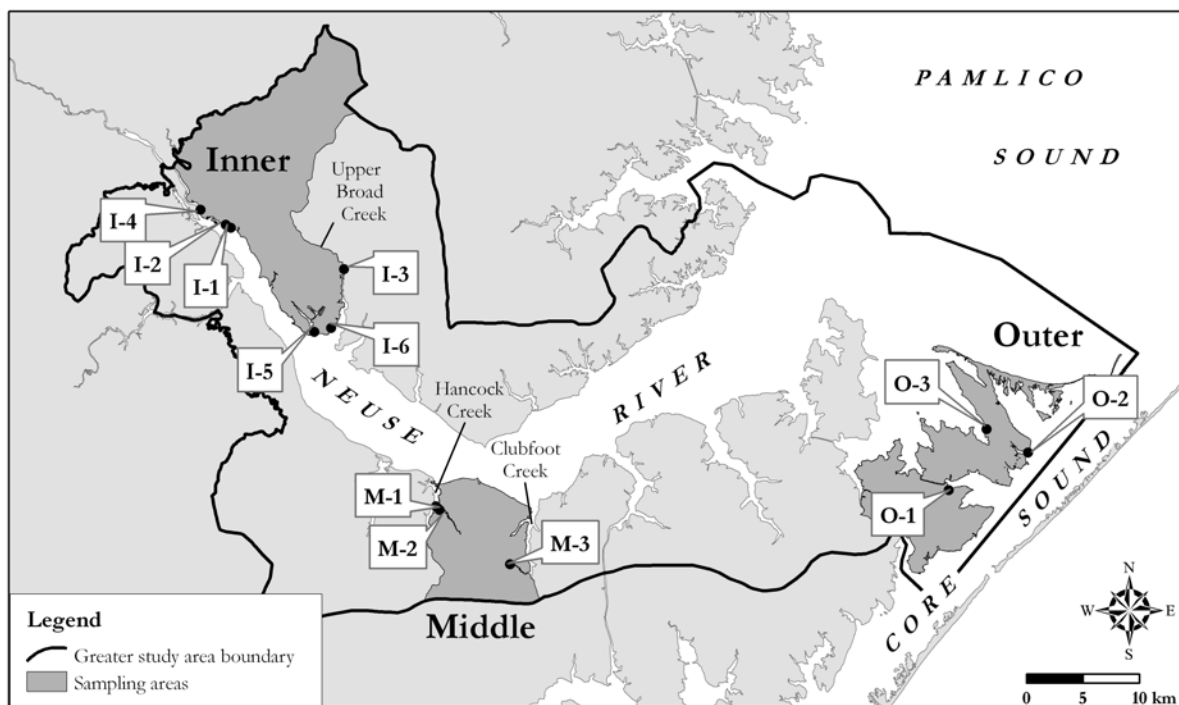 PAMLICO
SOUND
Inner
Upper
Broad
Creek
I-4
I-2
I-1
I-3
I-5
I-6
NEUSE
RIVER
Hancock
Creek
Clubfoot
Creek
M-1
M-2
M-3
Middle
Outer
O-3
O-2
O-1
CORE
SOUND
Legend
Greater study area boundary
Sampling areas
N
W
E
S
0 5 10 km